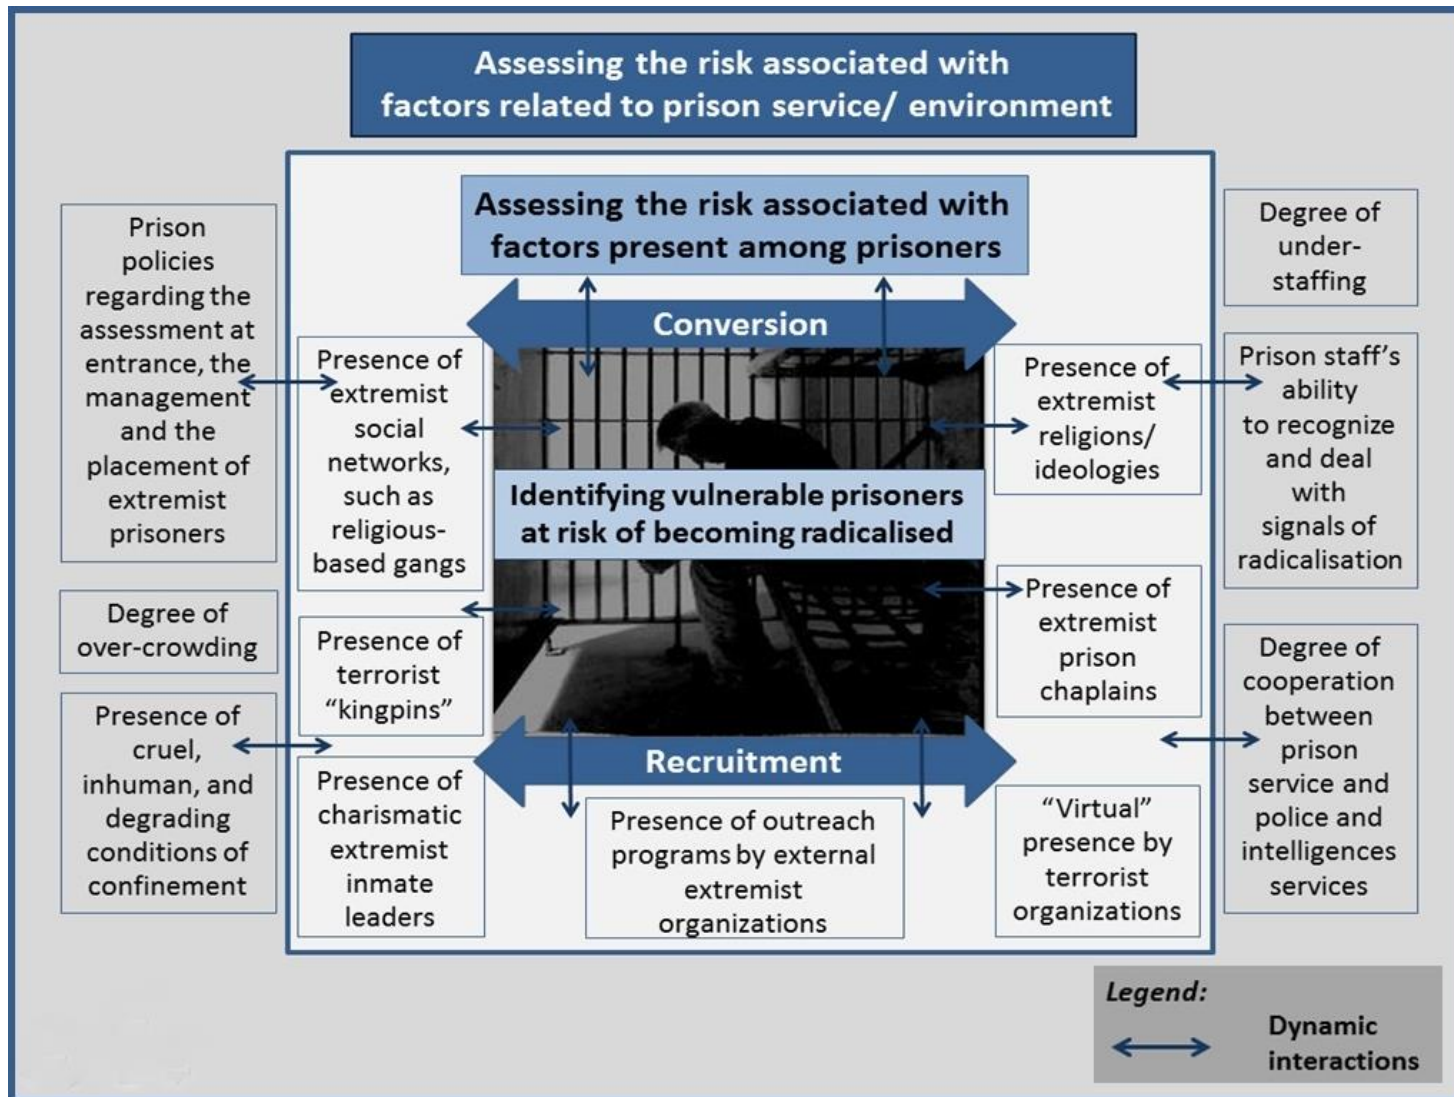 Assessing the risk associated with
factors related to prison service/ environment
Assessing the risk associated with
factors present among prisoners
Conversion
Prison
policies
regarding the
assessment at
entrance, the
management
and the
placement of
extremist
prisoners
Degree of
over-crowding
Presence of
cruel,
inhuman, and
degrading
conditions of
confinement
Presence of
extremist
social
networks,
such as
religious-
based gangs
Presence of
terrorist
“kingpins”
Presence of
charismatic
extremist
inmate
leaders
Identifying vulnerable prisoners
at risk of becoming radicalised
Recruitment
Presence of outreach
programs by external
extremist
organizations
Presence of
extremist
religions/
ideologies
Presence of
extremist
prison
chaplains
“Virtual”
presence by
terrorist
organizations
Degree of
under-
staffing
Prison staff’s
ability
to recognize
and deal
with
signals of
radicalisation
Degree of
cooperation
between
prison
service and
police and
intelligences
services
Legend:
Dynamic
interactions